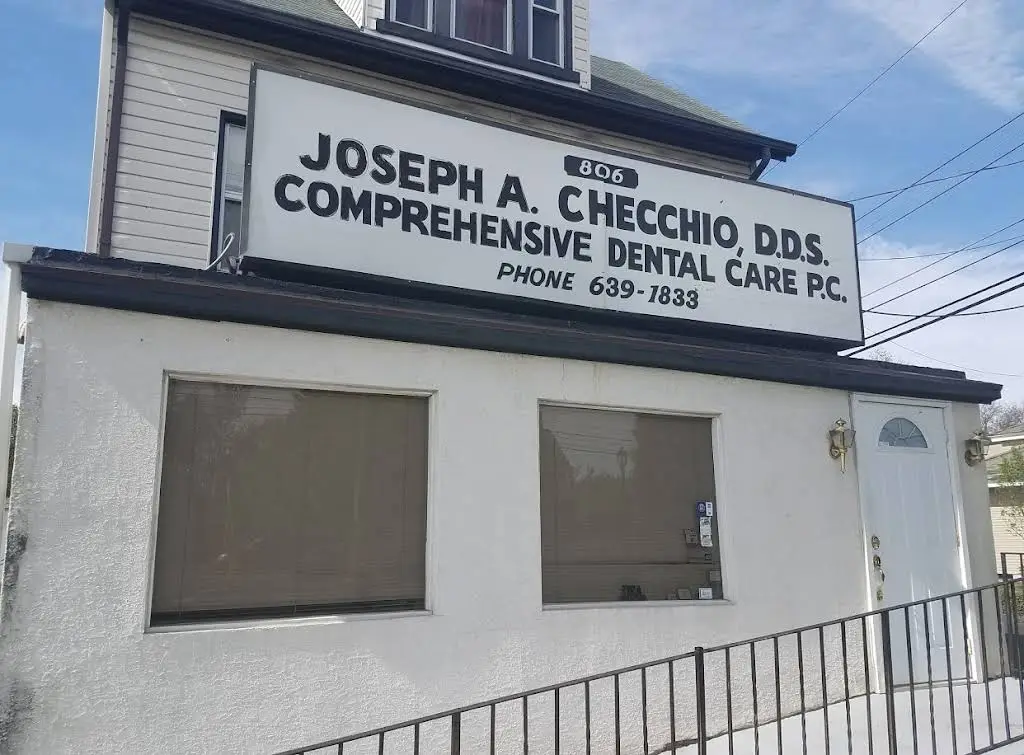 806
JOSEPH A. CHECCHIO, D.D.S.
COMPREHENSIVE DENTAL CARE P.C.
PHONE 639-1833